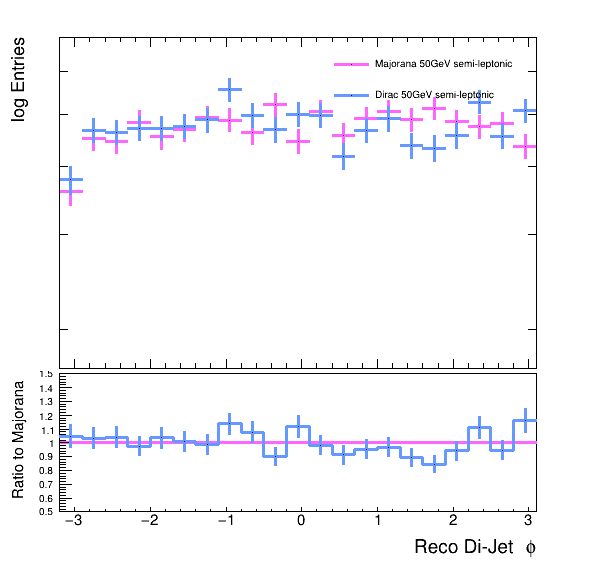 log Entries
Majorana 50GeV semi-leptonic
Dirac 50GeV semi-leptonic
Ratio to Majorana
1.5
1.4
1.3
1.2
1.1
1
0.9
0.8
0.7
0.6
0.5
−3 −2 −1 0 1 2 3
Reco Di-Jet ϕ